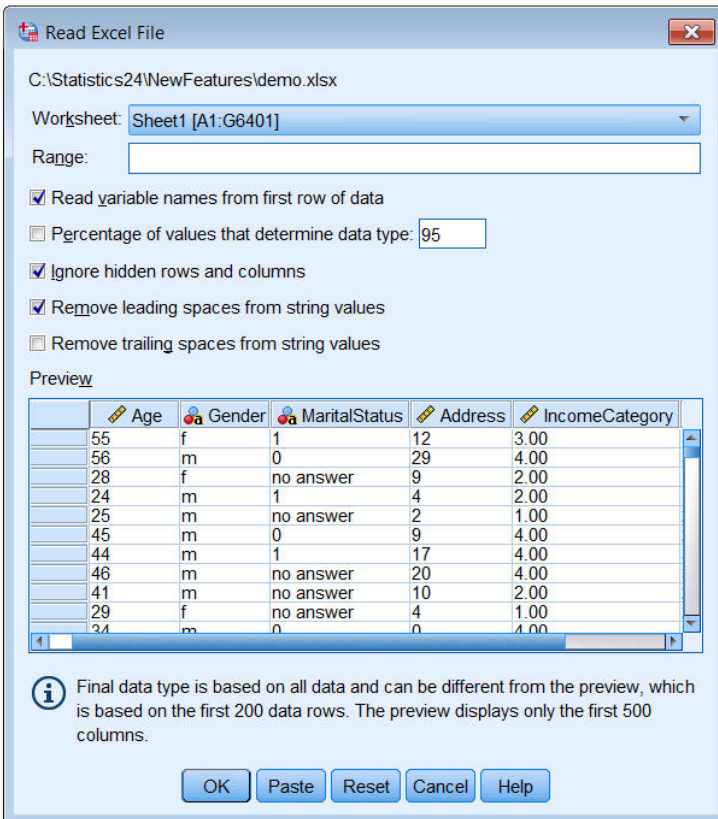 Read Excel File
C:\Statistics24\NewFeatures\demo.xlsx
Worksheet: Sheet1 [A1:G6401]
Range:
Read variable names from first row of data
Percentage of values that determine data type: 95
Ignore hidden rows and columns
Remove leading spaces from string values
Remove trailing spaces from string values
Preview
Age Gender MaritalStatus Address IncomeCategory
55 f 1 12 3.00
56 m 0 29 4.00
28 f no answer 9 2.00
24 m 1 4 2.00
25 m no answer 2 1.00
45 m 0 9 4.00
44 m 1 17 4.00
46 m no answer 20 4.00
41 m no answer 10 2.00
29 f no answer 4 1.00
34 m 0 0 4.00
Final data type is based on all data and can be different from the preview, which
is based on the first 200 data rows. The preview displays only the first 500
columns.
OK Paste Reset Cancel Help